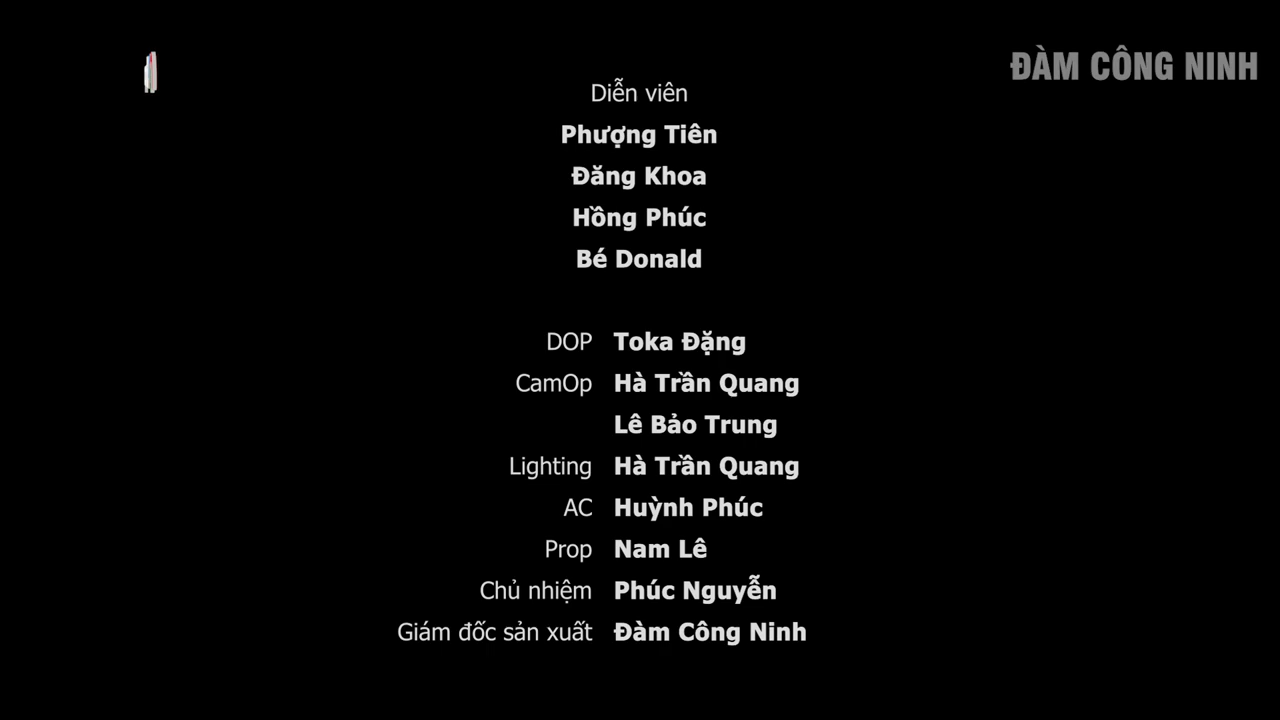 ĐÀM CÔNG NINH
Diễn viên
Phượng Tiên
Đăng Khoa
Hồng Phúc
Bé Donald
DOP Toka Đặng
CamOp Hà Trần Quang
Lê Bảo Trung
Lighting Hà Trần Quang
AC Huỳnh Phúc
Prop Nam Lê
Chủ nhiệm Phúc Nguyễn
Giám đốc sản xuất Đàm Công Ninh